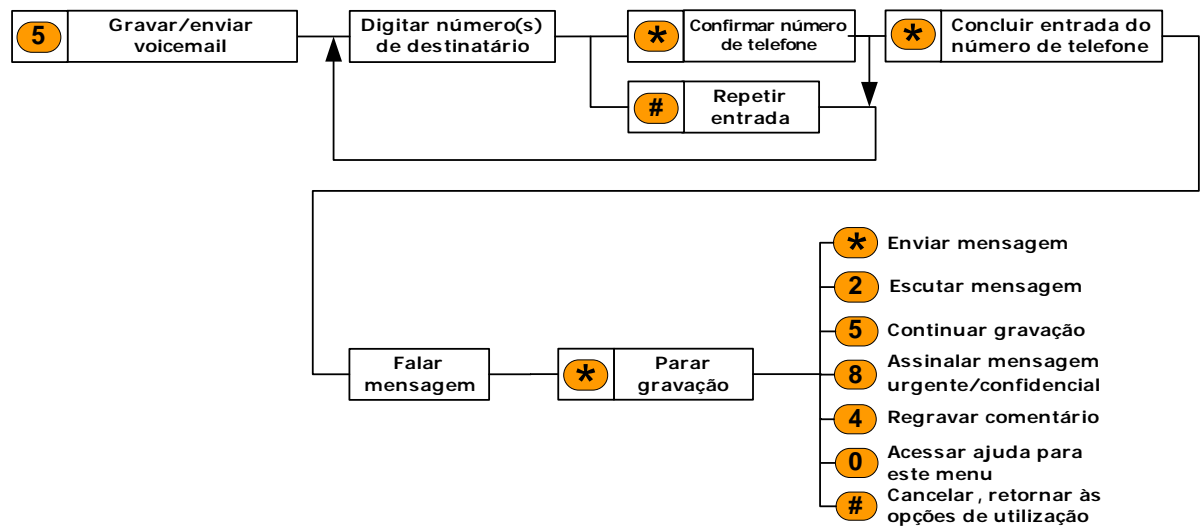 5
Gravar/enviar
voicemail
Digitar número(s)
de destinatário
*
Confirmar número
de telefone
*
Concluir entrada do
número de telefone
#
Repetir
entrada
Falar
mensagem
*
Parar
gravação
*
Enviar mensagem
2
Escutar mensagem
5
Continuar gravação
8
Assinalar mensagem
urgente/confidencial
4
Regravar comentário
0
Acessar ajuda para
este menu
#
Cancelar, retornar às
opções de utilização